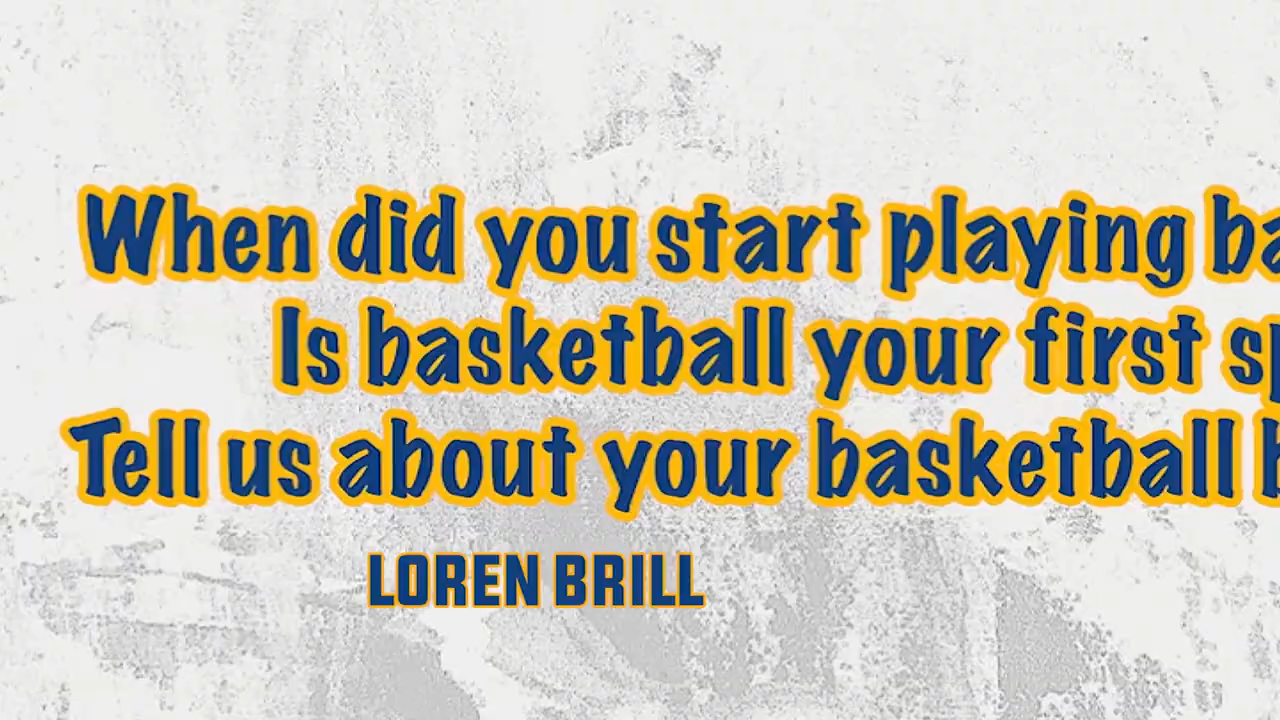 When did you start playing
Is basketball your first
Tell us about your basketball
LOREN BRILL